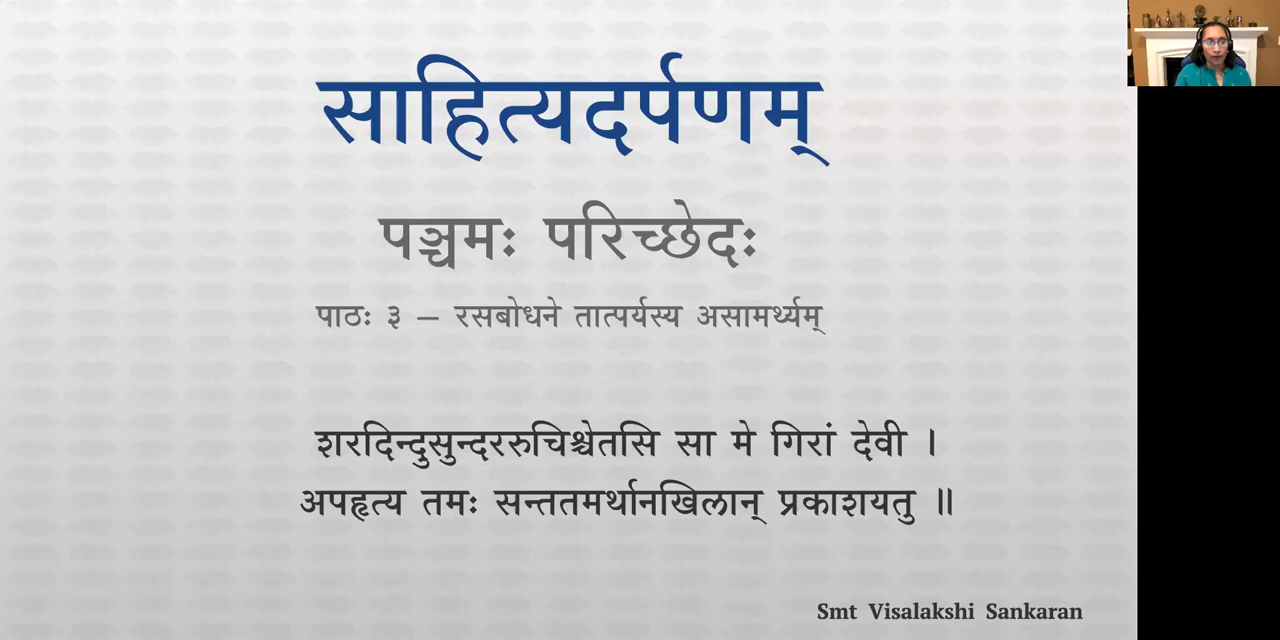 साहित्यदर्पणम्
पञ्चमः परिच्छेदः
पाठः ३ – रसबोधने तात्पर्यस्य असामर्थ्यम्
शरदिन्दुसुन्दररुचिश्चेतसि सा मे गिरां देवी ।
अपहृत्य तमः सन्ततमर्थानखिलान् प्रकाशयतु ॥
Smt Visalakshi Sankaran